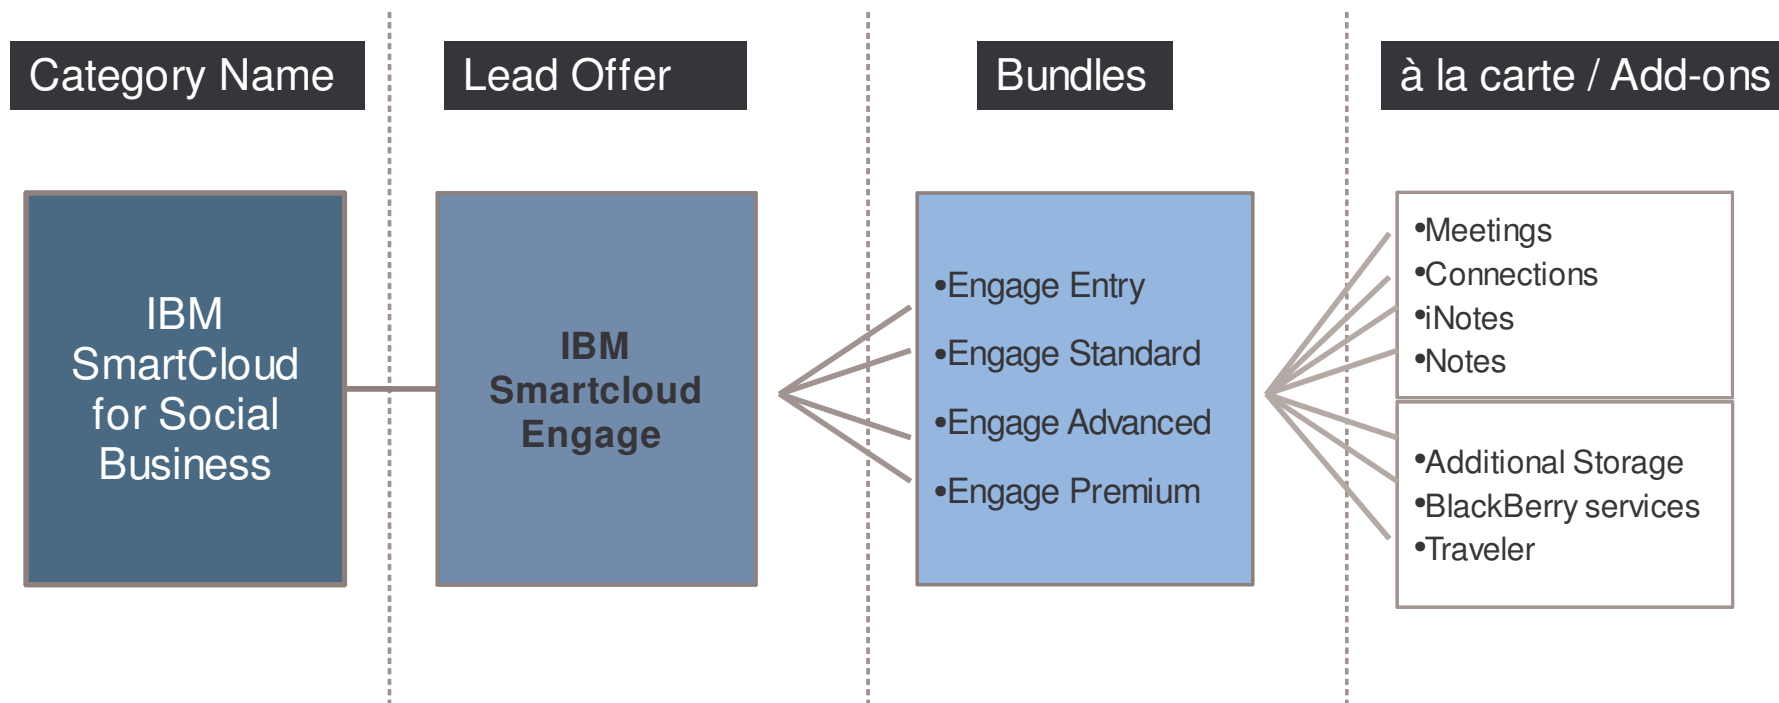 Category Name
Lead Offer
Bundles
à la carte / Add-ons
IBM
SmartCloud
for Social
Business
IBM
Smartcloud
Engage
•Engage Entry
•Engage Standard
•Engage Advanced
•Engage Premium
•Meetings
•Connections
•iNotes
•Notes
•Additional Storage
•BlackBerry services
•Traveler